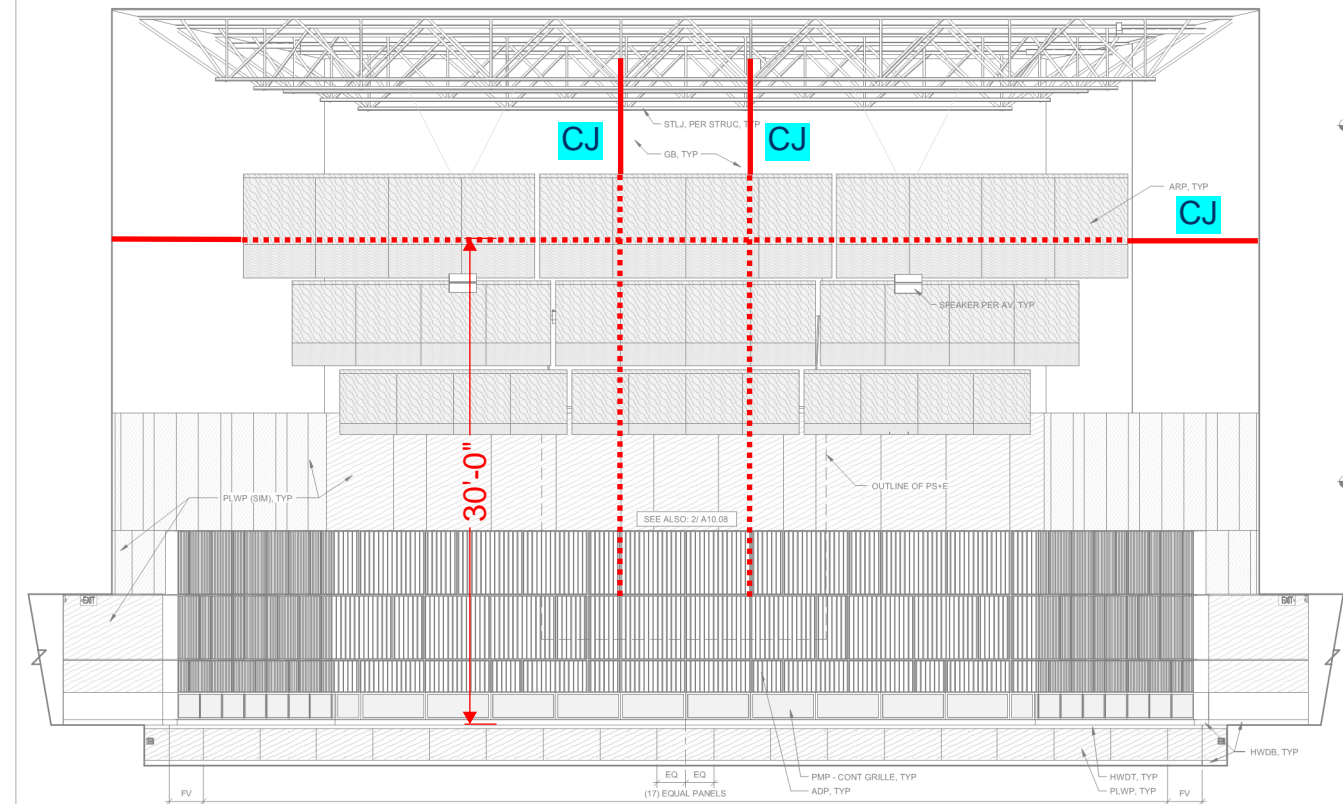 STLJ, PER STRUC, TYP
CJ
CJ
GB, TYP
ARP, TYP
CJ
SPEAKER PER AV, TYP
30'-0"
OUTLINE OF PS+E
PLWP (SIM), TYP
SEE ALSO: 2/ A10.08
EXIT
EXIT
HWDB, TYP
EQ
EQ
PMP - CONT GRILLE, TYP
HWDT, TYP
FV
(17) EQUAL PANELS
ADP, TYP
PLWP, TYP
FV